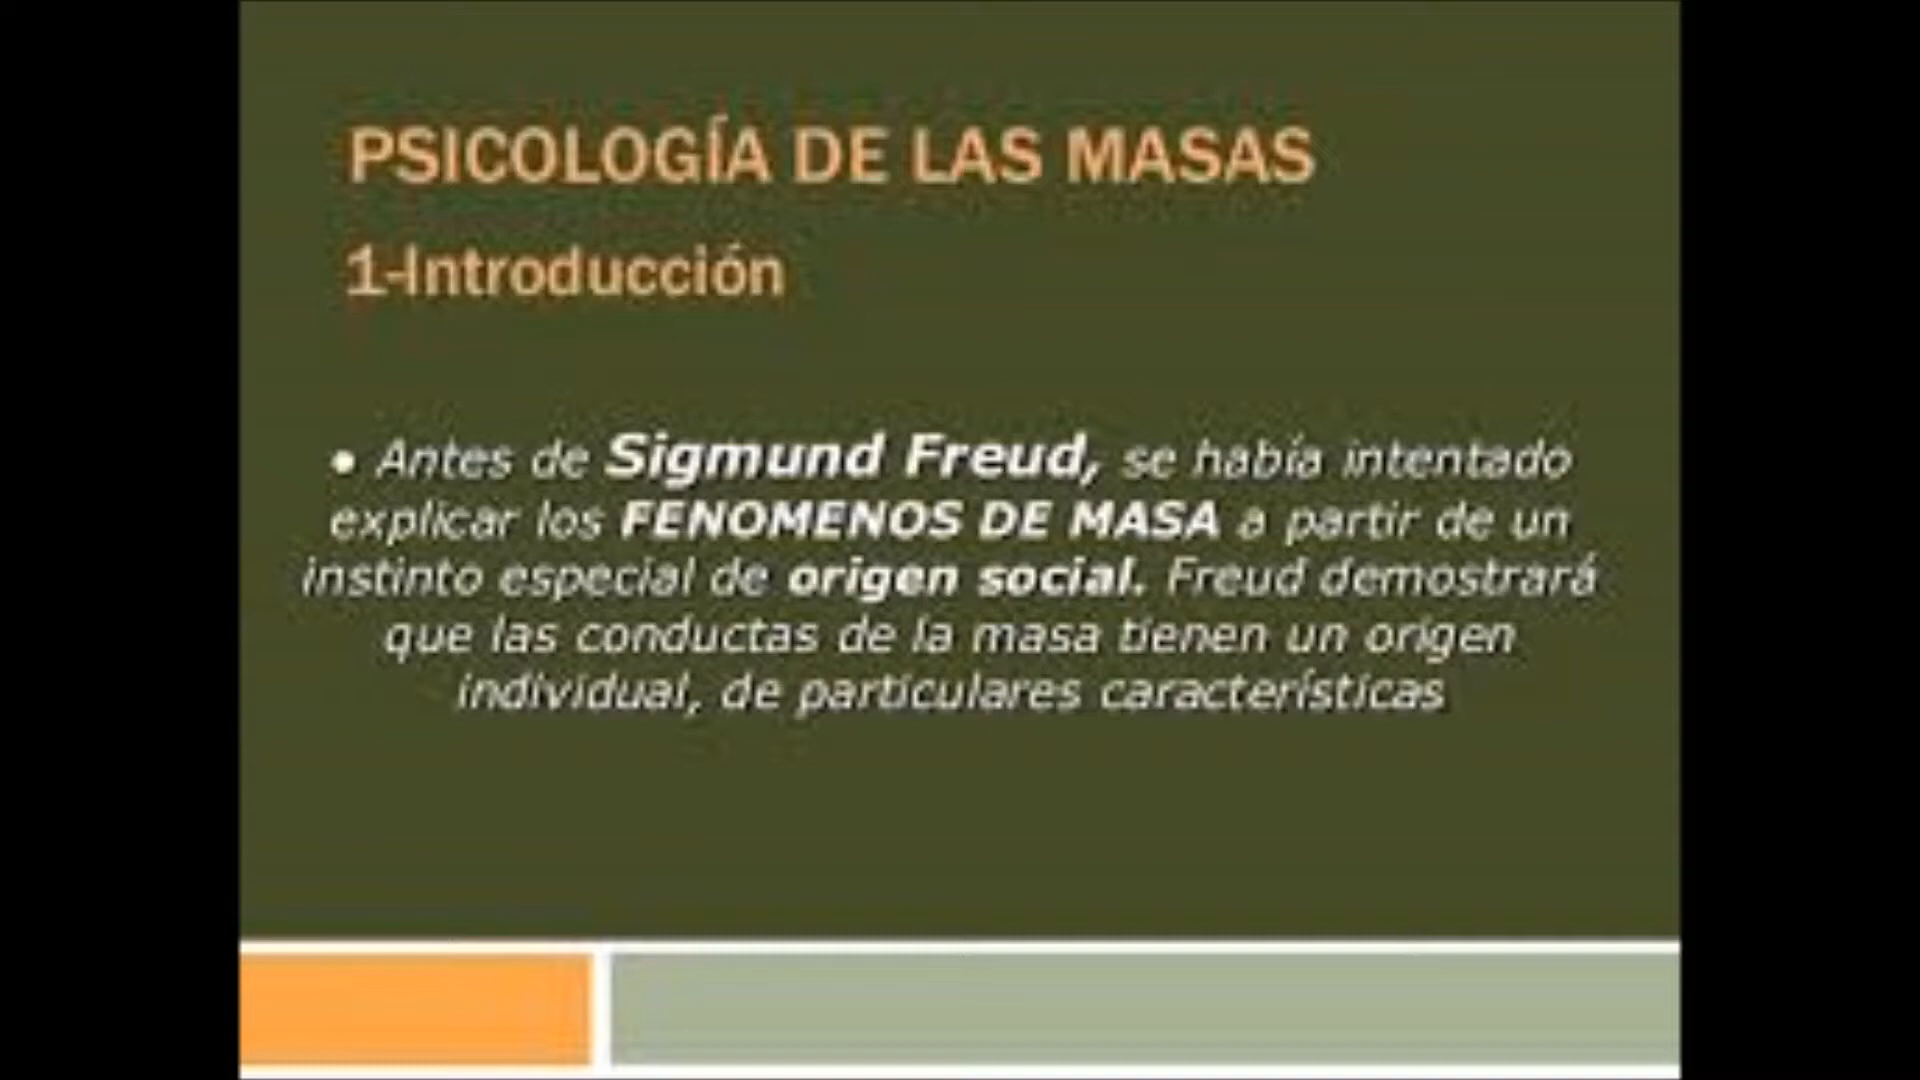 PSICOLOGÍA DE LAS MASAS
1-Introducción
• Antes de Sigmund Freud, se había intentado
explicar los FENOMENOS DE MASA a partir de un
instinto especial de origen social. Freud demostrará
que las conductas de la masa tienen un origen
individual, de particulares características